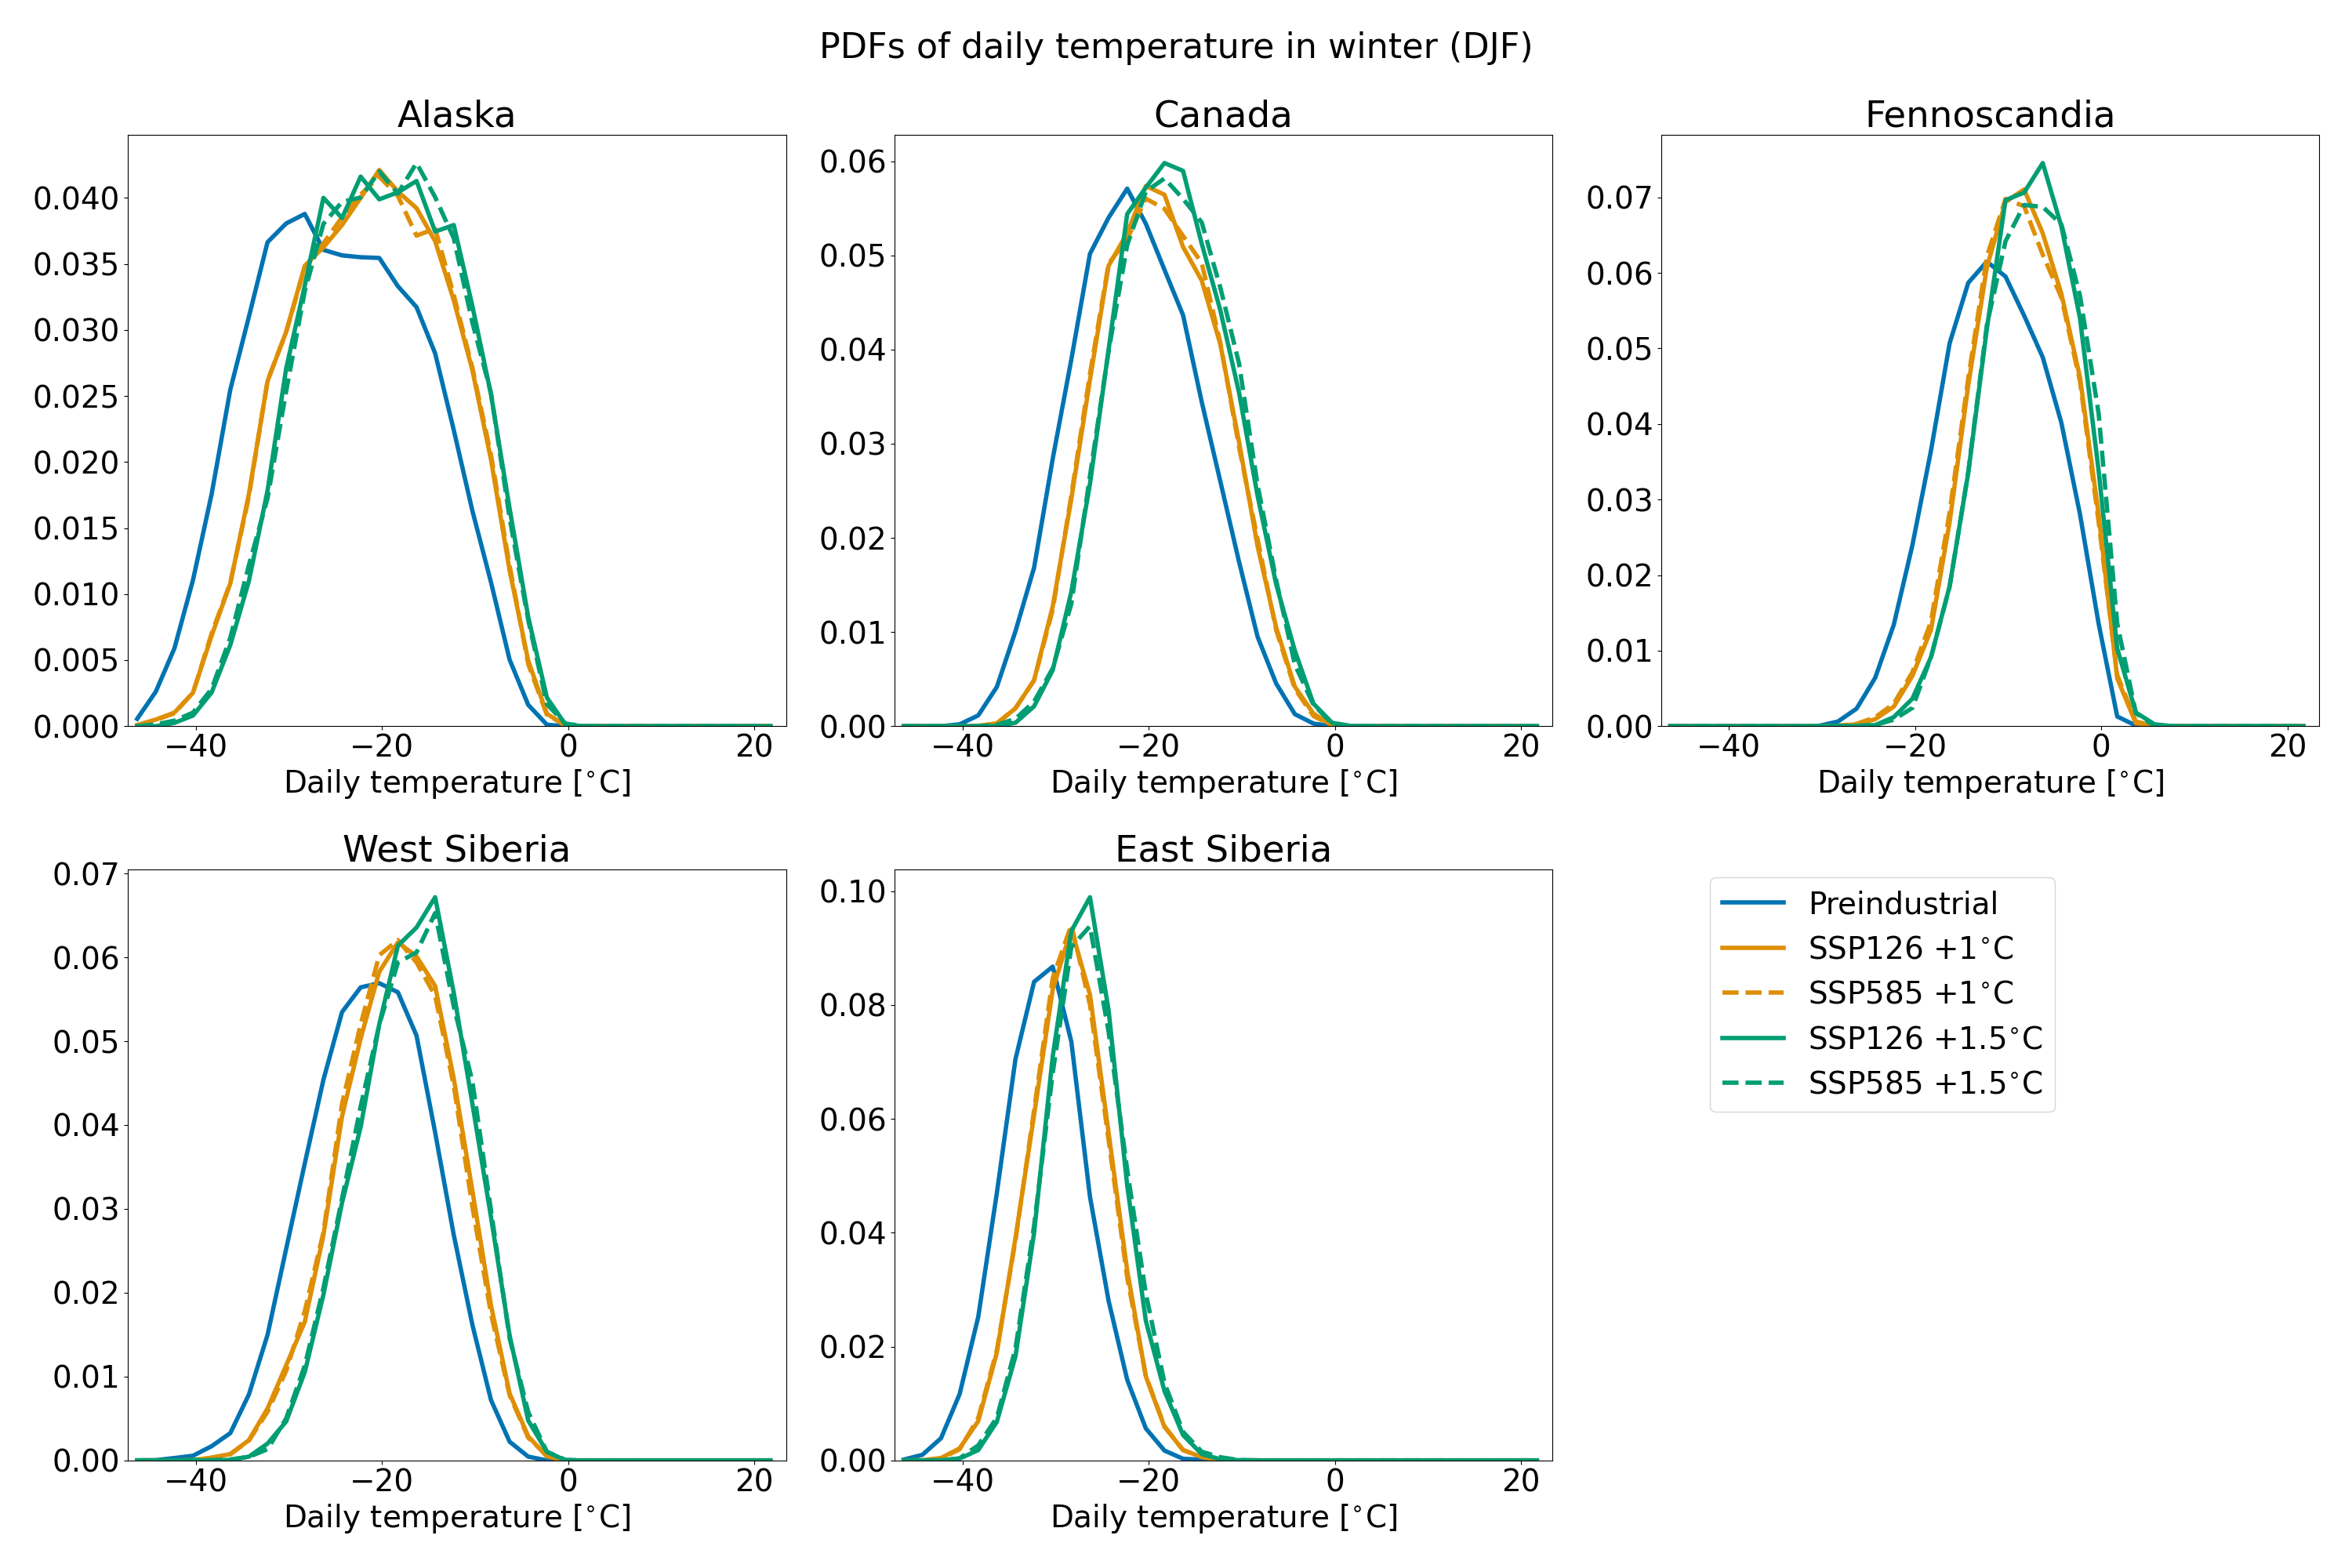 PDFs of daily temperature in winter (DJF)
Alaska
0.040
0.035
0.030
0.025
0.020
0.015
0.010
0.005
0.000
−40 −20 0 20
Daily temperature [°C]
Canada
0.06
0.05
0.04
0.03
0.02
0.01
0.00
−40 −20 0 20
Daily temperature [°C]
Fennoscandia
0.07
0.06
0.05
0.04
0.03
0.02
0.01
0.00
−40 −20 0 20
Daily temperature [°C]
West Siberia
0.07
0.06
0.05
0.04
0.03
0.02
0.01
0.00
−40 −20 0 20
Daily temperature [°C]
East Siberia
0.10
0.08
0.06
0.04
0.02
0.00
−40 −20 0 20
Daily temperature [°C]
Preindustrial
SSP126 +1°C
SSP585 +1°C
SSP126 +1.5°C
SSP585 +1.5°C